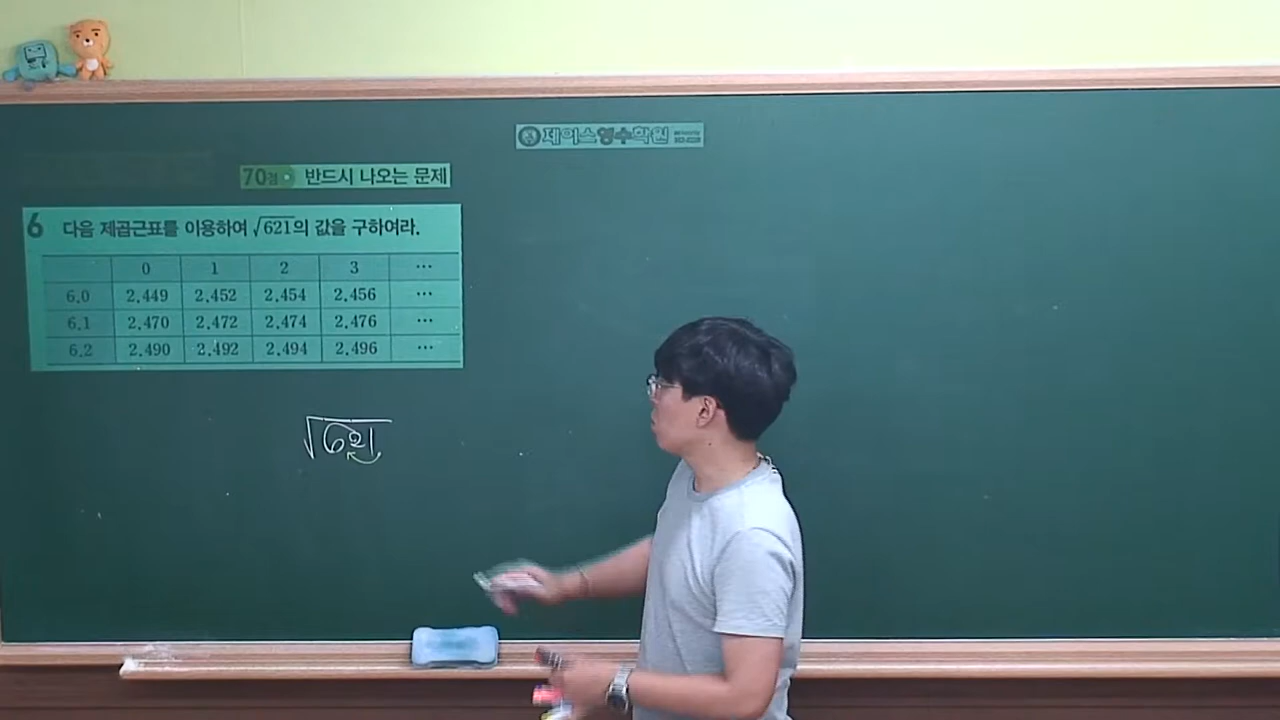 제이스영수학원
70점 반드시 나오는 문제
6 다음 제곱근표를 이용하여 √621의 값을 구하여라.
0 1 2 3 ⋯
6.0 2.449 2.452 2.454 2.456 ⋯
6.1 2.470 2.472 2.474 2.476 ⋯
6.2 2.490 2.492 2.494 2.496 ⋯
√621